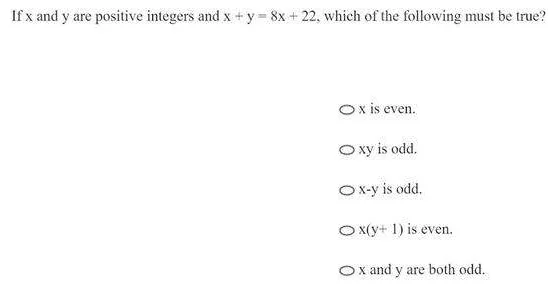 If x and y are positive integers and x + y = 8x + 22, which of the following must be true?
x is even.
xy is odd.
x-y is odd.
x(y+ 1) is even.
x and y are both odd.